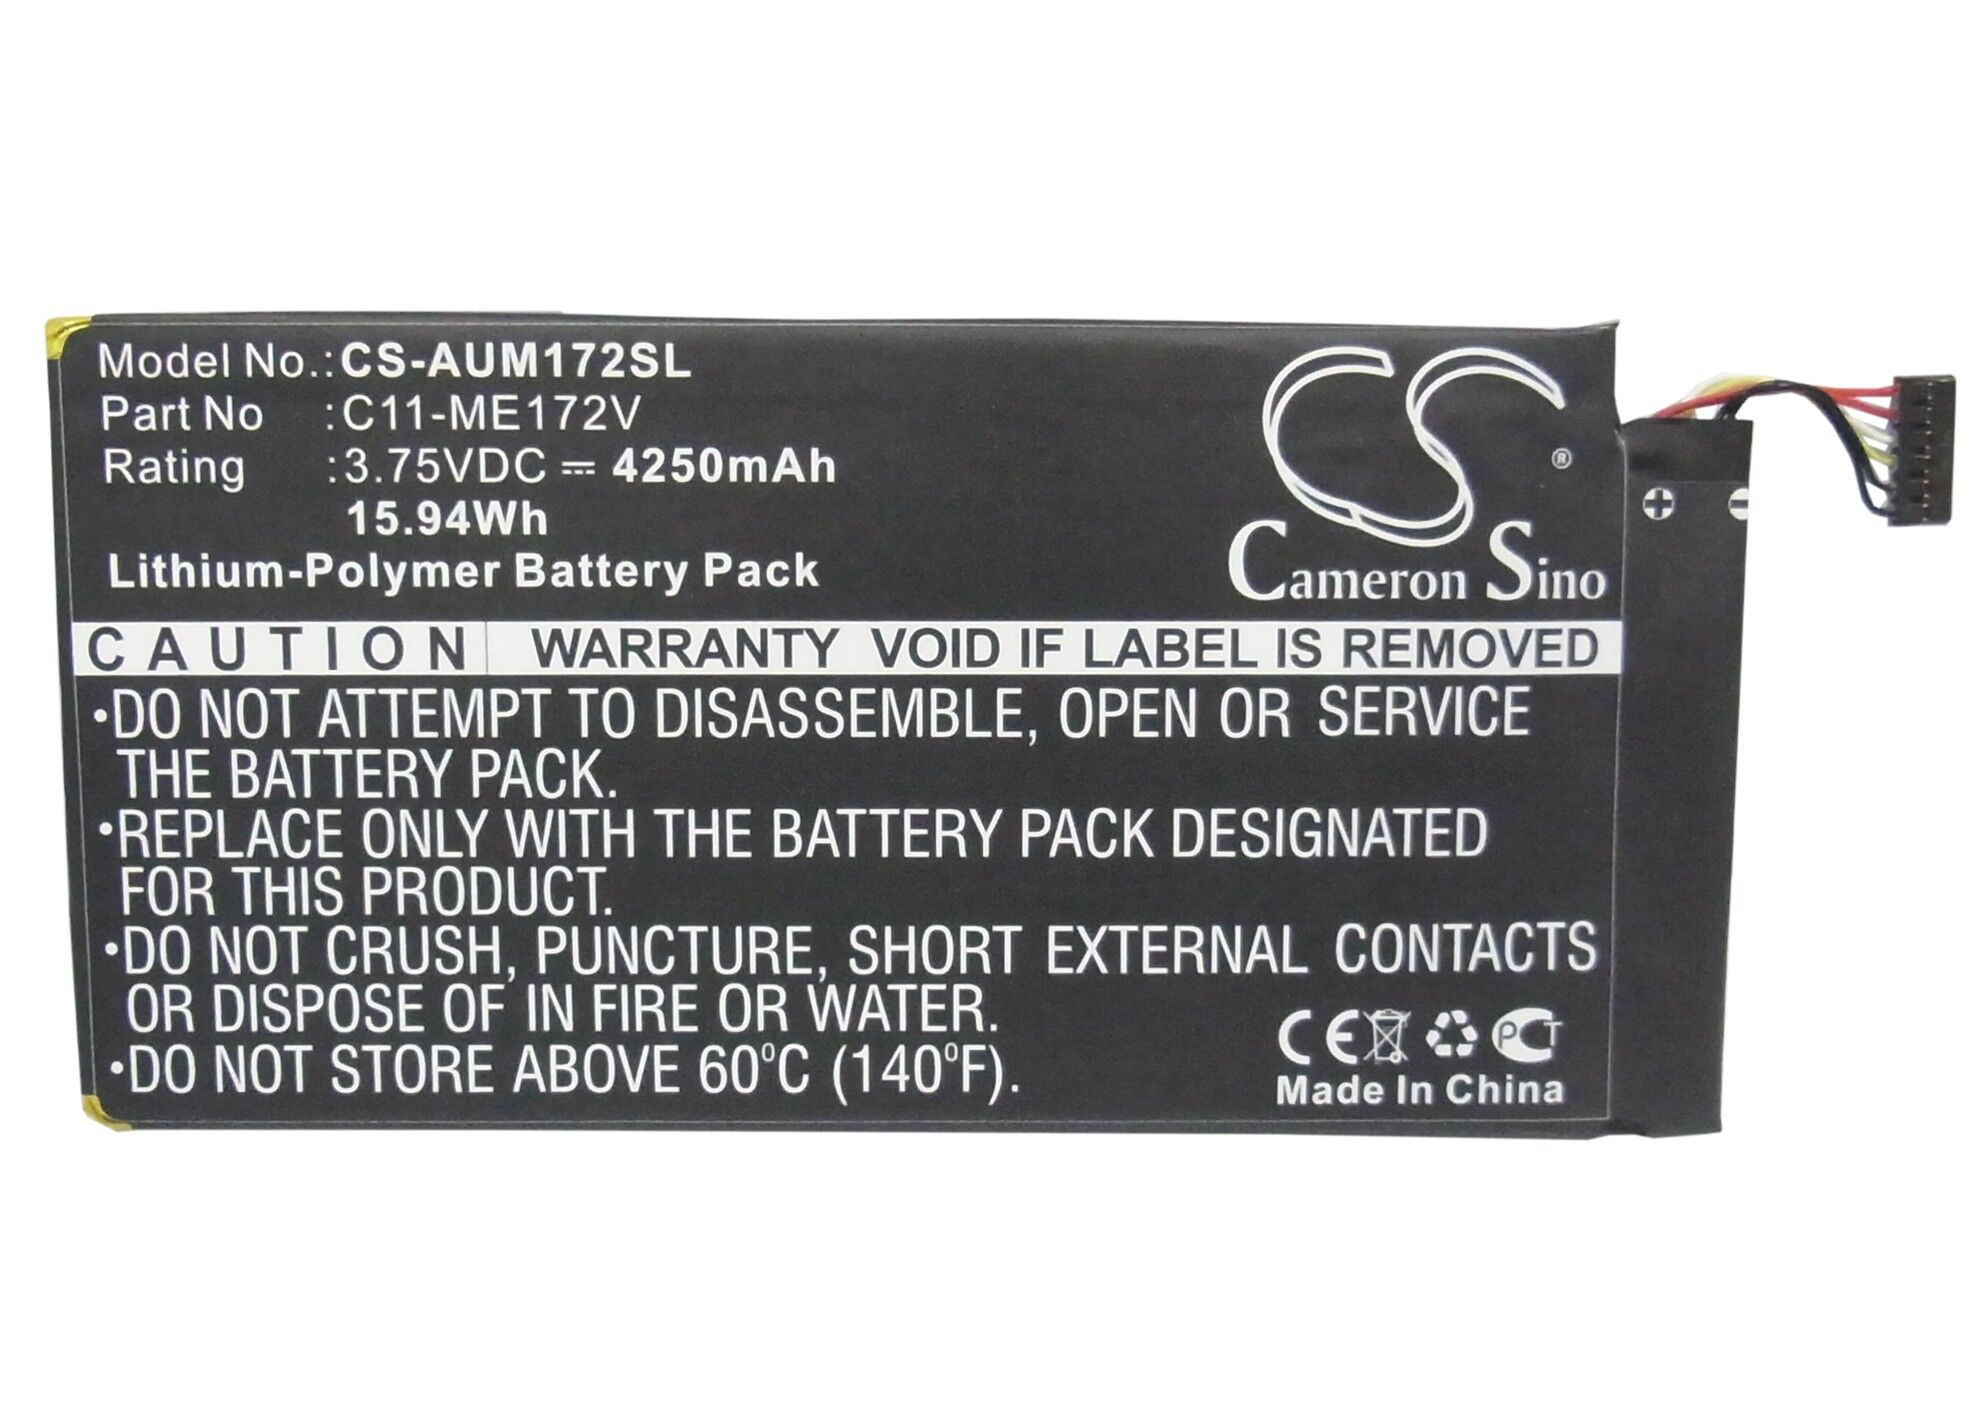 Model No.: CS-AUM172SL
Part No : C11-ME172V
Rating : 3.75VDC ⎓ 4250mAh
15.94Wh
Lithium-Polymer Battery Pack
CS ®
Cameron Sino
CAUTION WARRANTY VOID IF LABEL IS REMOVED
•DO NOT ATTEMPT TO DISASSEMBLE, OPEN OR SERVICE
THE BATTERY PACK.
•REPLACE ONLY WITH THE BATTERY PACK DESIGNATED
FOR THIS PRODUCT.
•DO NOT CRUSH, PUNCTURE, SHORT EXTERNAL CONTACTS
OR DISPOSE OF IN FIRE OR WATER.
•DO NOT STORE ABOVE 60°C (140°F).
CE PCT
Made In China
+ -